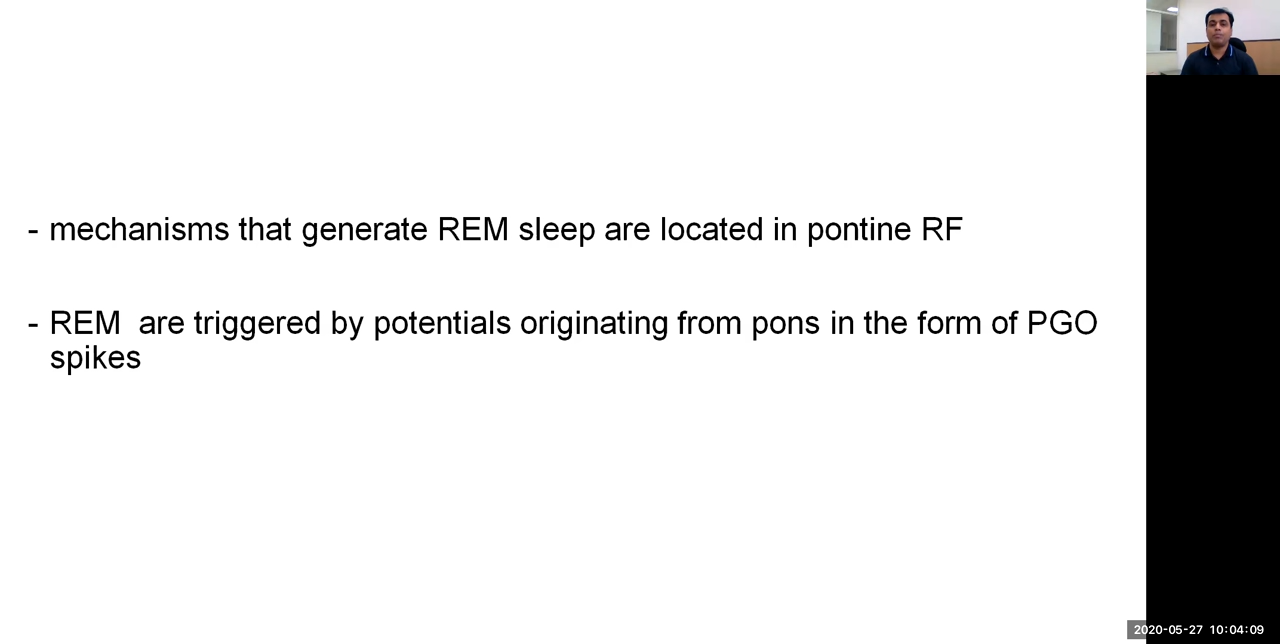 - mechanisms that generate REM sleep are located in pontine RF
- REM  are triggered by potentials originating from pons in the form of PGO
spikes
2020-05-27 10:04:09